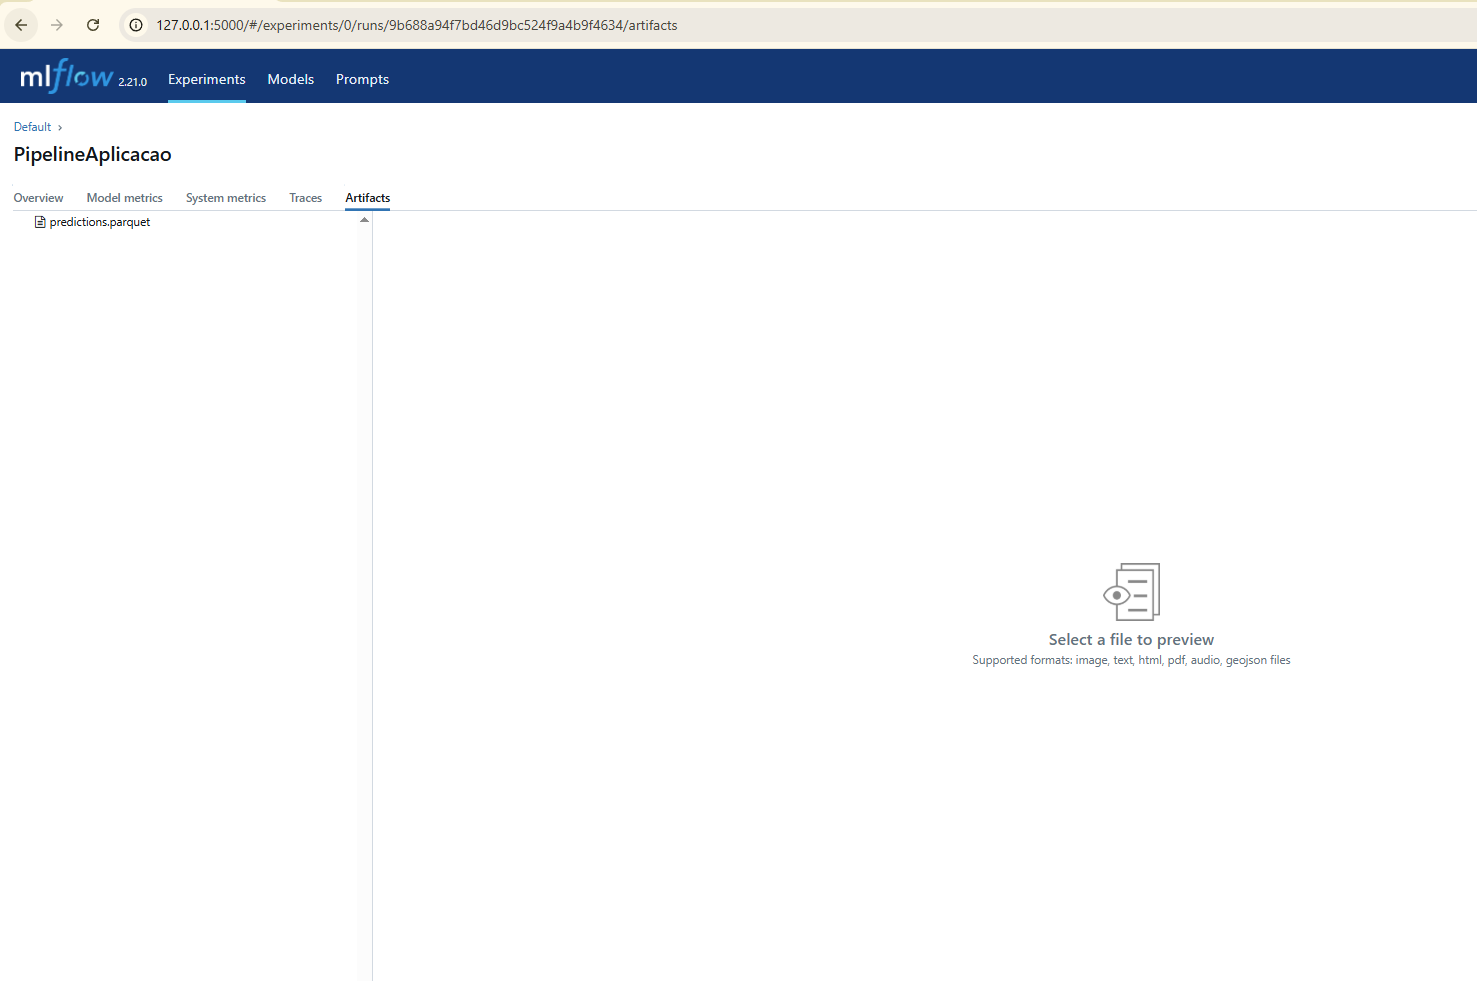 127.0.0.1:5000/#/experiments/0/runs/9b688a94f7bd46d9bc524f9a4b9f4634/artifacts
mlflow 2.21.0 Experiments Models Prompts
Default ›
PipelineAplicacao
Overview Model metrics System metrics Traces Artifacts
predictions.parquet
Select a file to preview
Supported formats: image, text, html, pdf, audio, geojson files